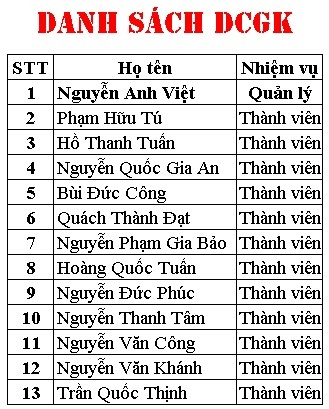 DANH SÁCH DCGK
STT Họ tên Nhiệm vụ
1 Nguyễn Anh Việt Quản lý
2 Phạm Hữu Tú Thành viên
3 Hồ Thanh Tuấn Thành viên
4 Nguyễn Quốc Gia An Thành viên
5 Bùi Đức Công Thành viên
6 Quách Thành Đạt Thành viên
7 Nguyễn Phạm Gia Bảo Thành viên
8 Hoàng Quốc Tuấn Thành viên
9 Nguyễn Đức Phúc Thành viên
10 Nguyễn Thanh Tâm Thành viên
11 Nguyễn Văn Công Thành viên
12 Nguyễn Văn Khánh Thành viên
13 Trần Quốc Thịnh Thành viên